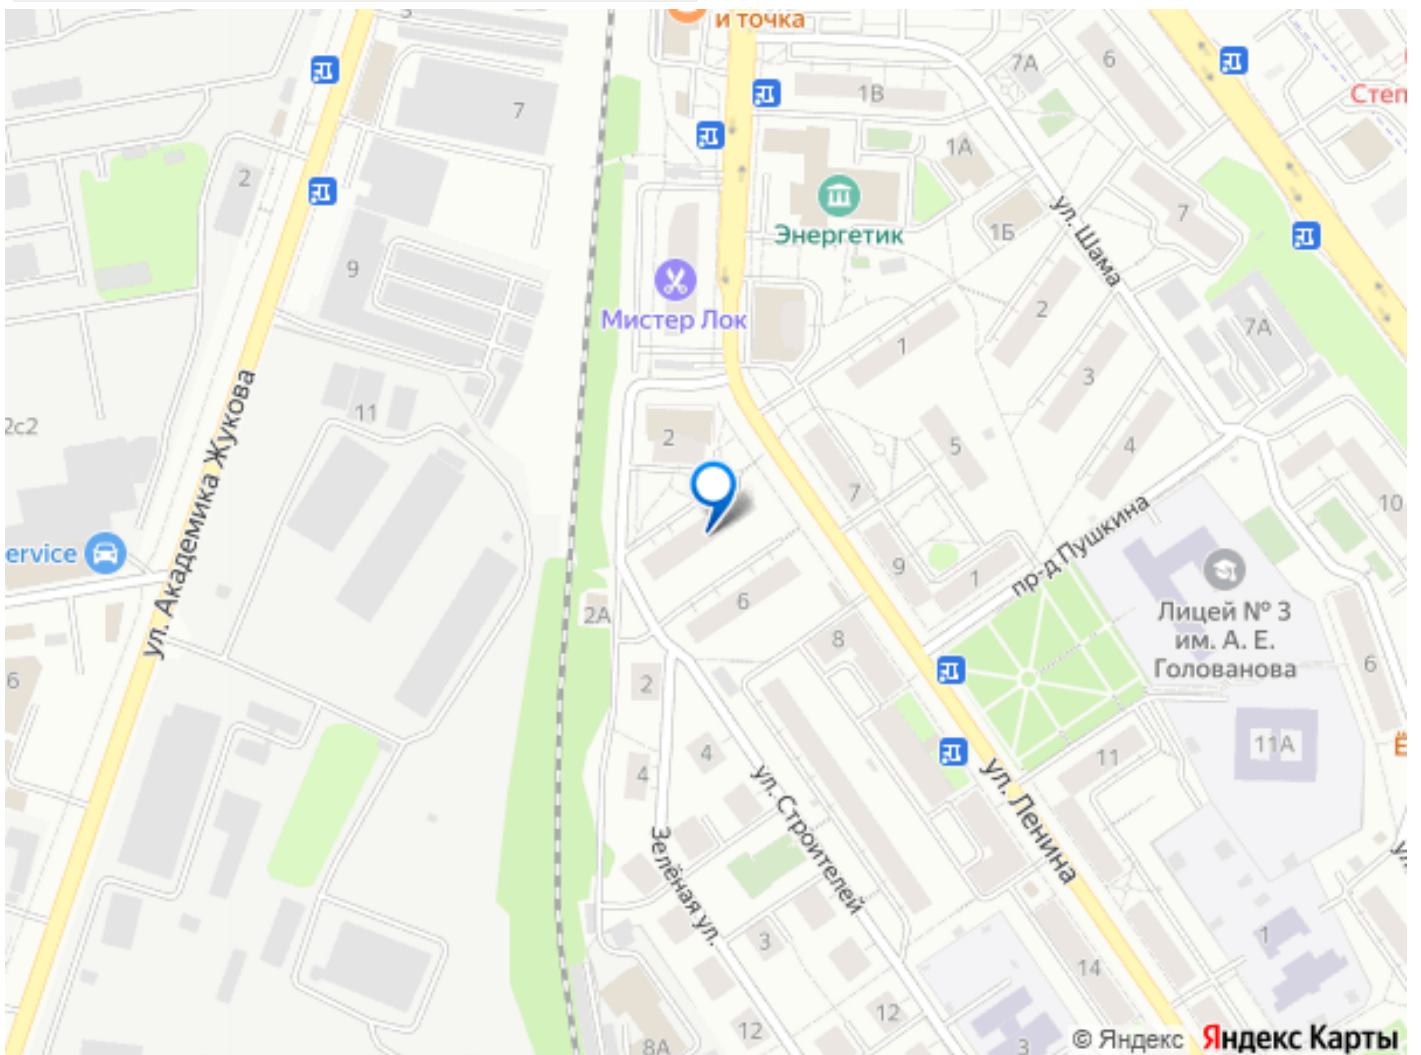 и точка
5
7А
6
Степ
7
1В
1А
2
Энергетик
1Б
7
ул. Шама
9
Мистер Лок
2
7А
1
3
2с2
11
ул. Академика Жукова
2
5
4
7
10
service
пр-д Пушкина
9
1
6
2А
Лицей № 3
им. А. Е.
Голованова
8
6
6
2
4
4
11
11А
Ё
ул. Строителей
ул. Ленина
Зелёная ул.
3
1
14
12
12
8А
3
© Яндекс Яндекс Карты